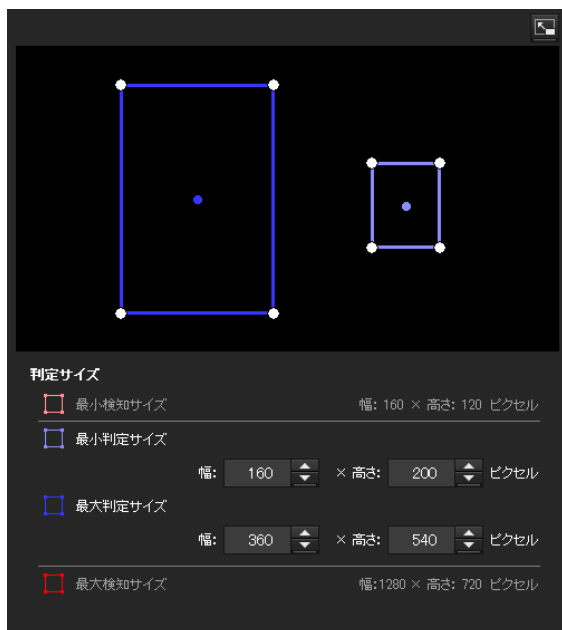 判定サイズ
最小検知サイズ 幅: 160 × 高さ: 120 ピクセル
最小判定サイズ
幅: 160 × 高さ: 200 ピクセル
最大判定サイズ
幅: 360 × 高さ: 540 ピクセル
最大検知サイズ 幅:1280 × 高さ: 720 ピクセル